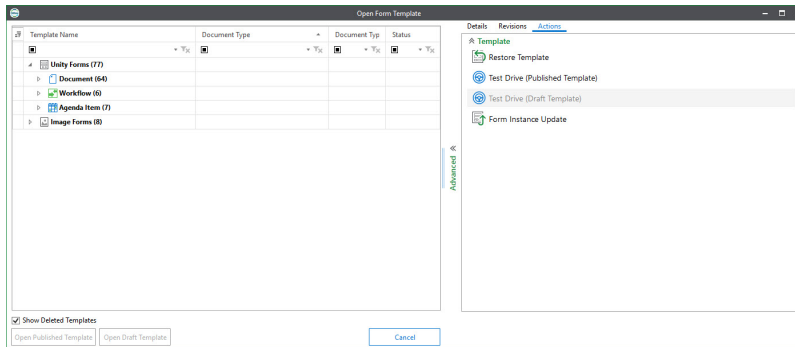 Open Form Template
Template Name
Document Type
Document Typ
Status
Unity Forms (77)
Document (64)
Workflow (6)
Agenda Item (7)
Image Forms (8)
Show Deleted Templates
Open Published Template
Open Draft Template
Cancel
Advanced
Details
Revisions
Actions
Template
Restore Template
Test Drive (Published Template)
Test Drive (Draft Template)
Form Instance Update